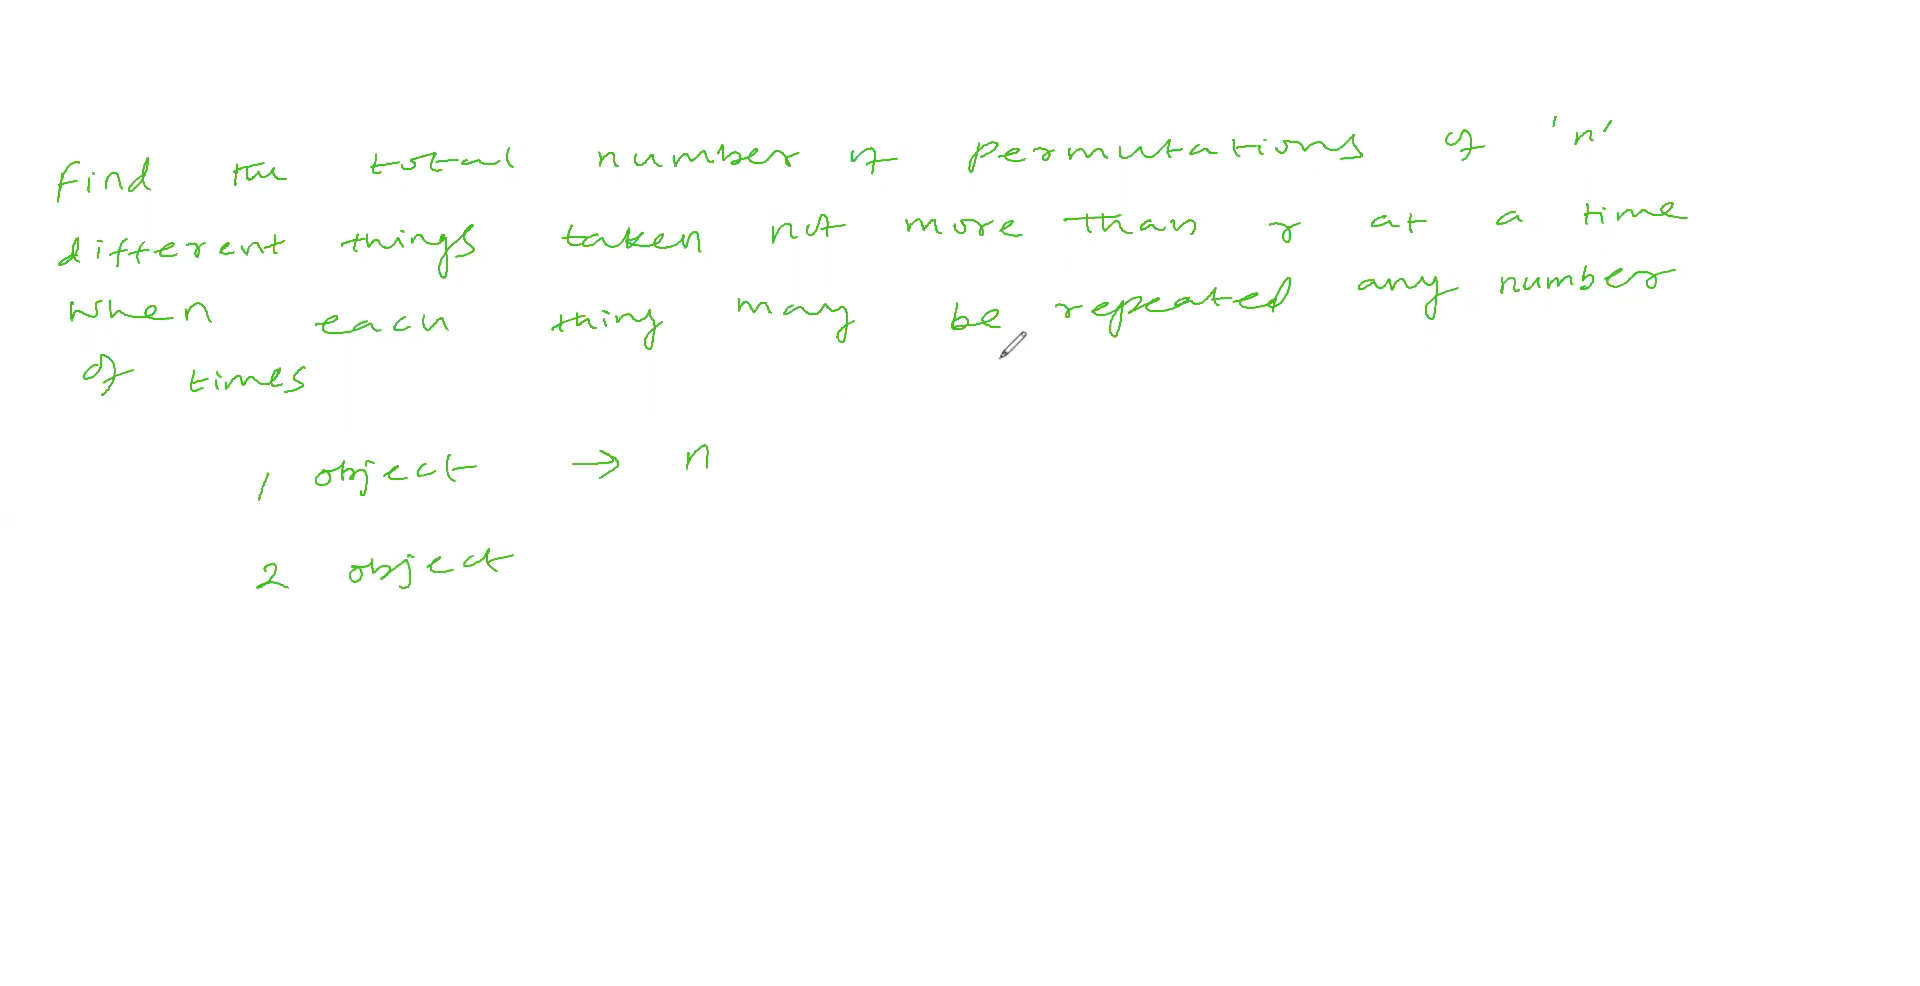 Find the total number of permutations of 'n'
different things taken not more than r at a time
when each thing may be repeated any number
of times
1 object → n
2 object